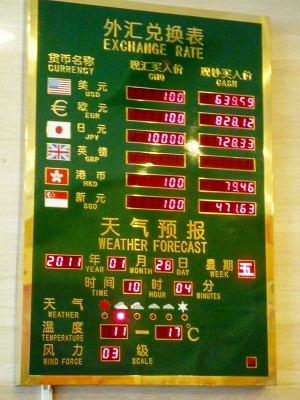 外汇兑换表
EXCHANGE RATE
货币名称 现汇买入价 现钞买入价
CURRENCY CHQ CASH
美元 USD 100 639.59
€ 欧元 EUR 100 828.12
日元 JPY 10000 728.33
英镑 GBP
港币 HKD 100 79.46
新元 SGD 100 471.63
天气预报
WEATHER FORECAST
2011 年 01 月 28 日 星期 五
YEAR MONTH DAY WEEK
时间 10 时 04 分
TIME HOUR MINUTES
天气
WEATHER
温度 11 — 17 ℃
TEMPERATURE
风力 03 级
WIND FORCE SCALE